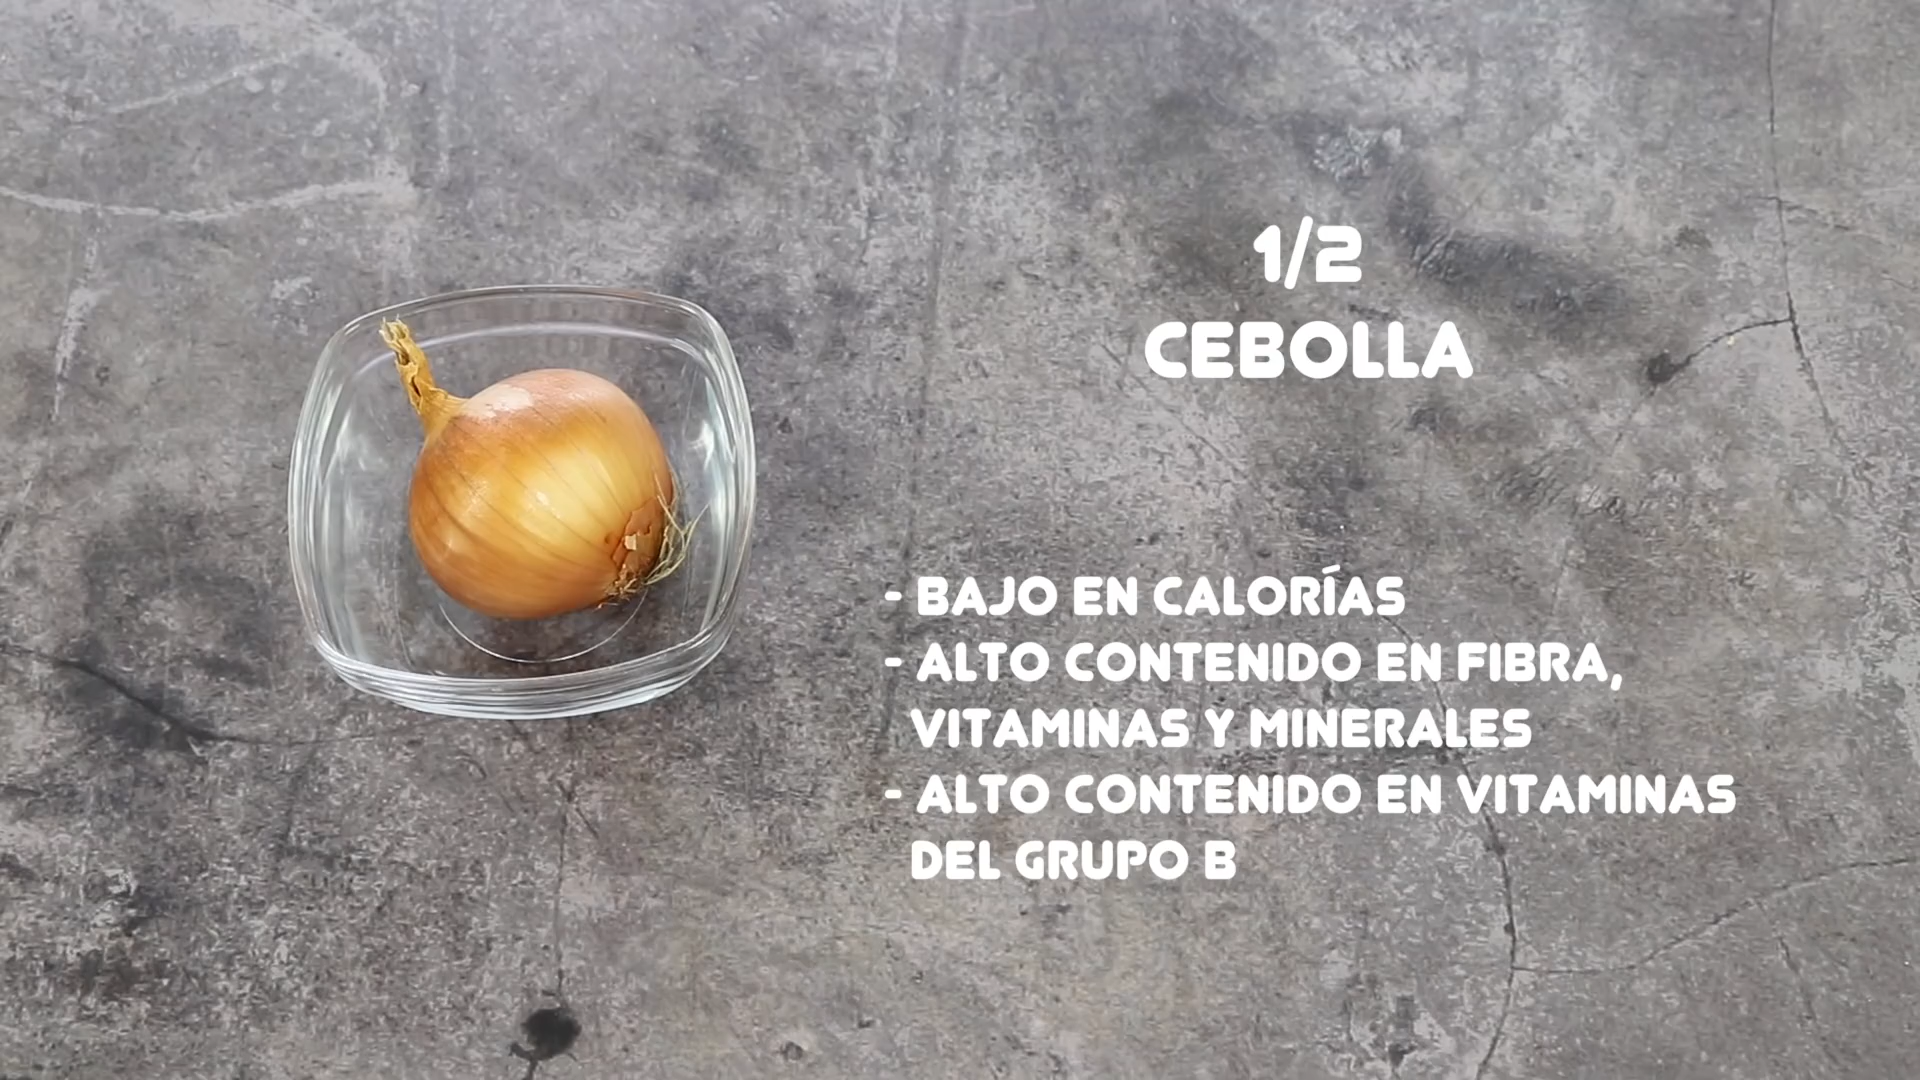 1/2
CEBOLLA
- BAJO EN CALORÍAS
- ALTO CONTENIDO EN FIBRA,
VITAMINAS Y MINERALES
- ALTO CONTENIDO EN VITAMINAS
DEL GRUPO B